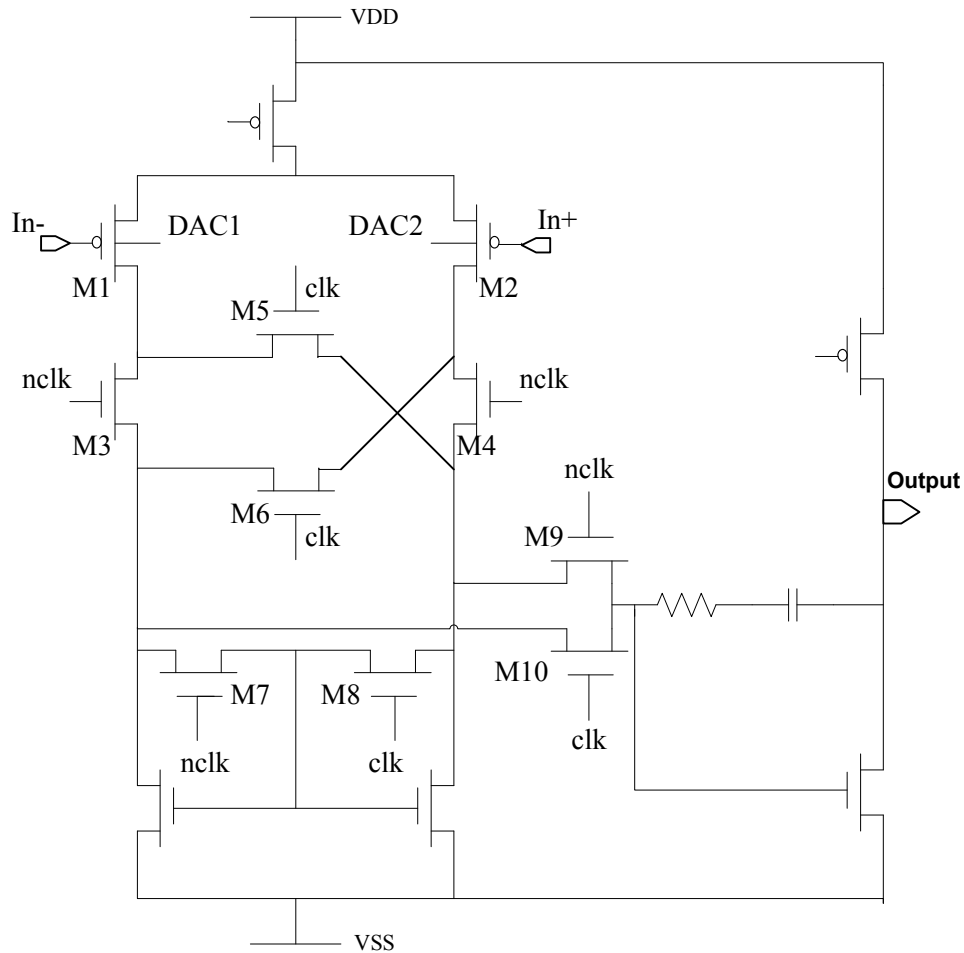 VDD
In-
DAC1
DAC2
In+
M1
clk
M2
M5
nclk
nclk
M3
M4
nclk
Output
M6
clk
M9
M10
M7
M8
clk
nclk
clk
VSS